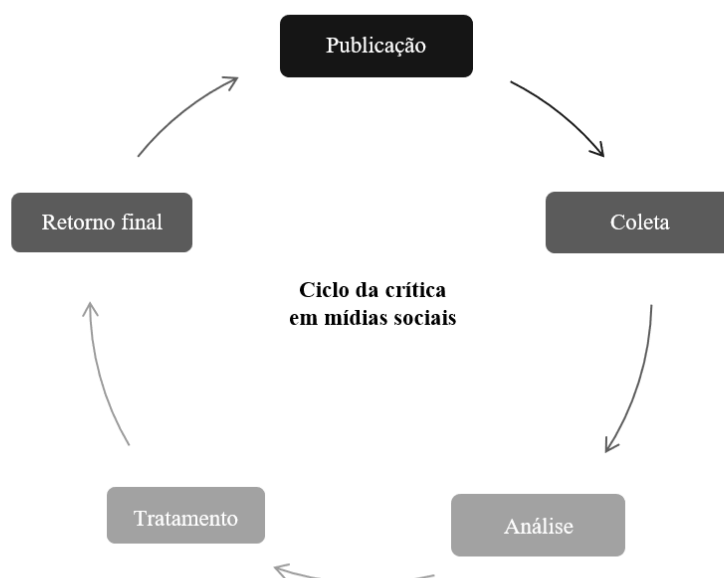 Publicação
Retorno final
Coleta
Ciclo da crítica
em mídias sociais
Tratamento
Análise